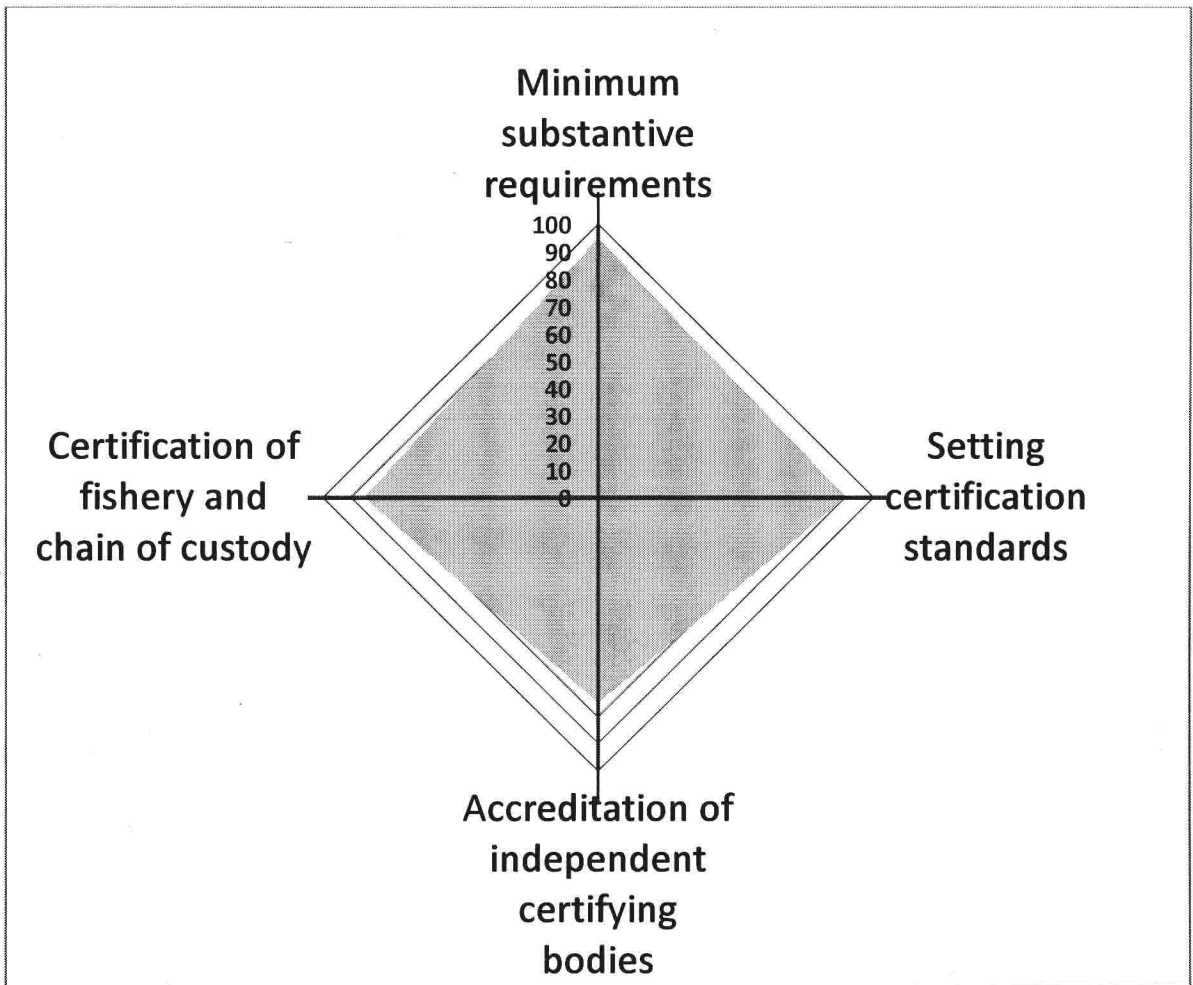 Minimum
substantive
requirements
100
90
80
70
60
50
40
30
20
10
0
Certification of
fishery and
chain of custody
Setting
certification
standards
Accreditation of
independent
certifying
bodies